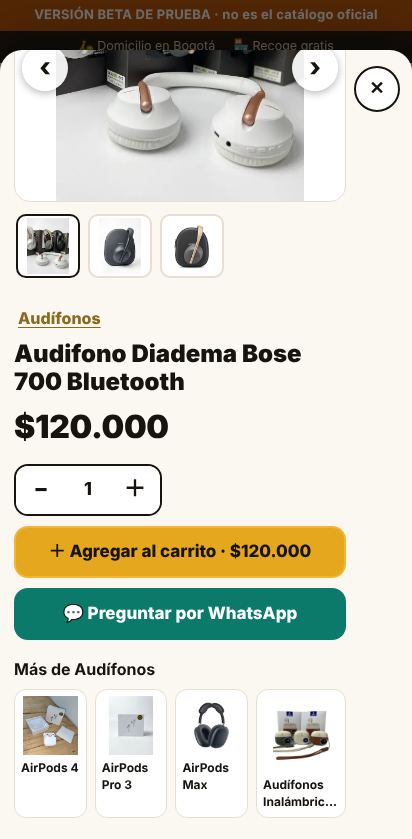 VERSIÓN BETA DE PRUEBA · no es el catálogo oficial
🛵 Domicilio en Bogotá 🏪 Recoge gratis
‹ ›
✕
Audífonos
Audifono Diadema Bose
700 Bluetooth
$120.000
– 1 +
+ Agregar al carrito · $120.000
💬 Preguntar por WhatsApp
Más de Audífonos
AirPods 4
AirPods
Pro 3
AirPods
Max
Audífonos
Inalámbric...